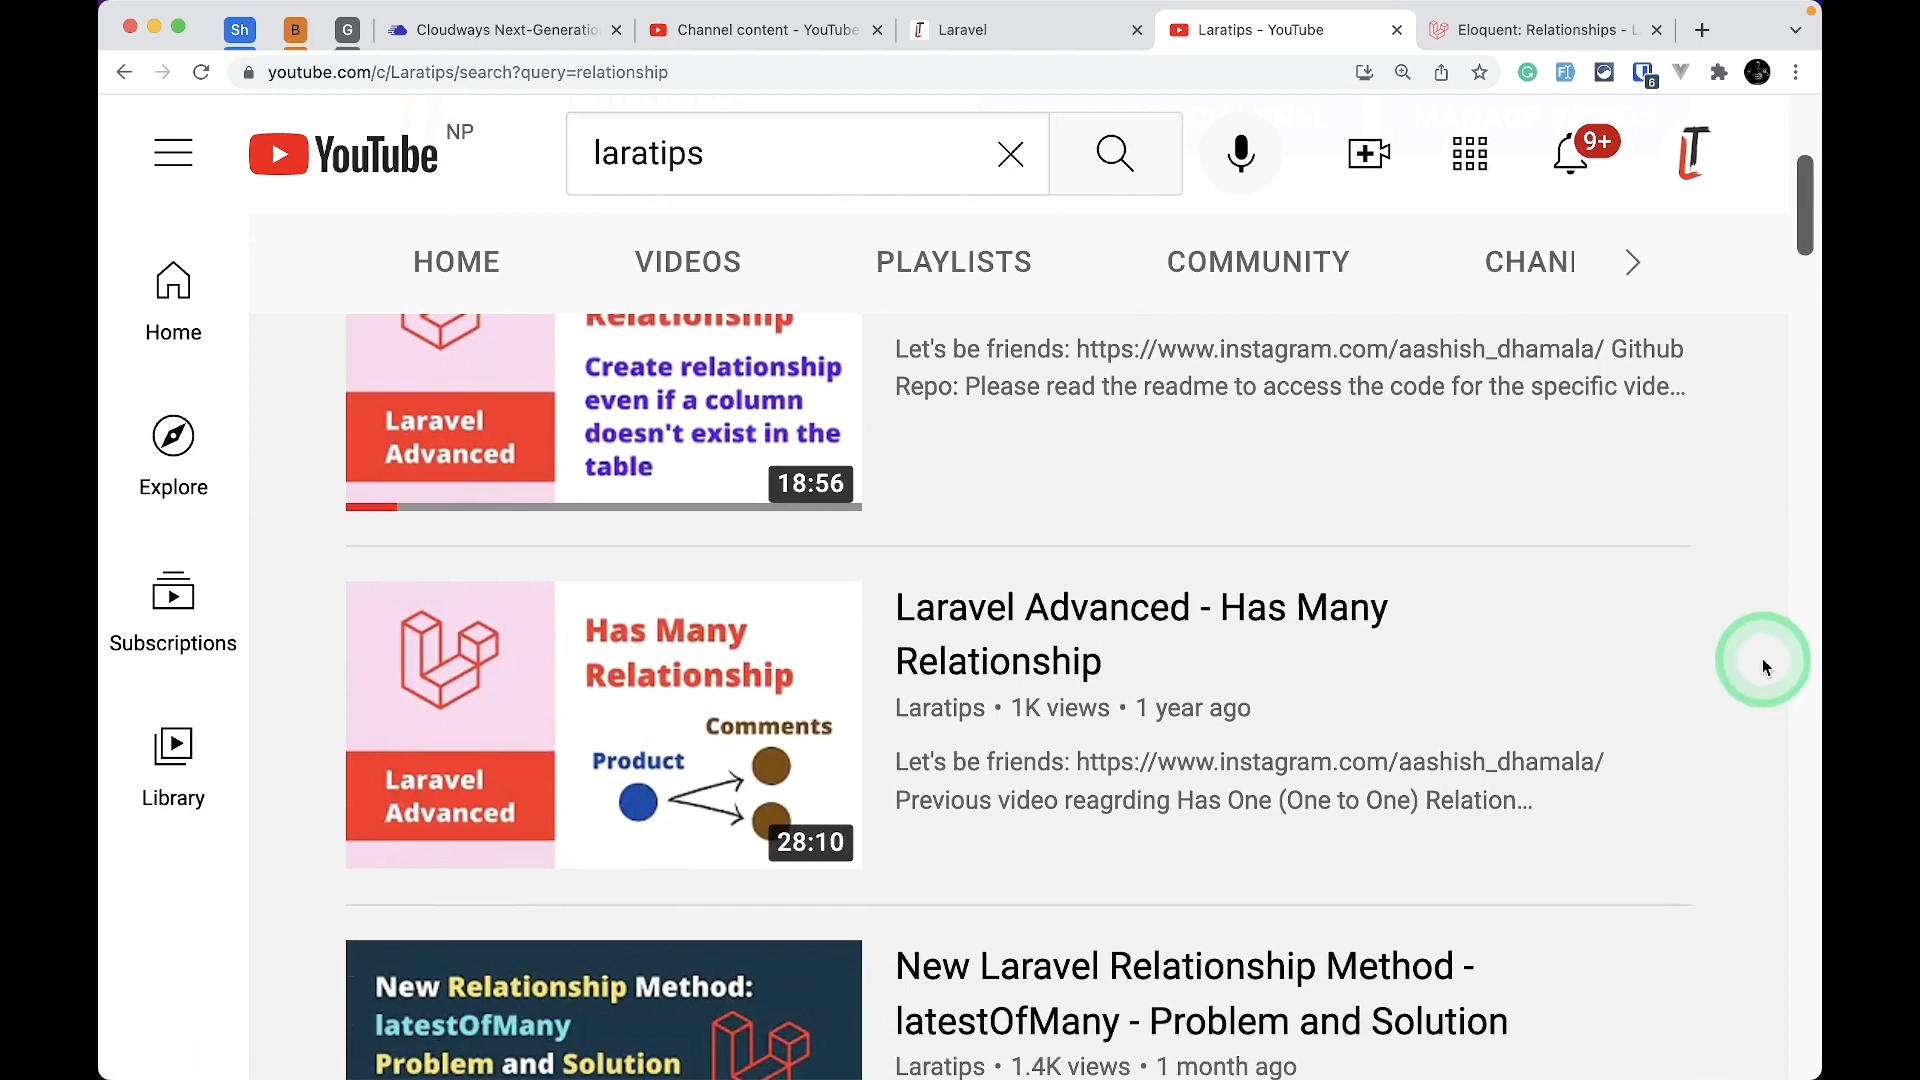 Sh
B
G
Cloudways Next-Generatio
Channel content - YouTube
Laravel
Laratips - YouTube
Eloquent: Relationships - L
youtube.com/c/Laratips/search?query=relationship
6
YouTube NP
laratips
9+
HOME
VIDEOS
PLAYLISTS
COMMUNITY
CHANI
Home
Explore
Subscriptions
Library
Relationship
Create relationship
even if a column
doesn't exist in the
table
Laravel
Advanced
18:56
Let's be friends: https://www.instagram.com/aashish_dhamala/ Github
Repo: Please read the readme to access the code for the specific vide...
Has Many
Relationship
Comments
Product
Laravel
Advanced
28:10
Laravel Advanced - Has Many
Relationship
Laratips • 1K views • 1 year ago
Let's be friends: https://www.instagram.com/aashish_dhamala/
Previous video reagrding Has One (One to One) Relation...
New Relationship Method:
latestOfMany
Problem and Solution
New Laravel Relationship Method -
latestOfMany - Problem and Solution
Laratips • 1.4K views • 1 month ago